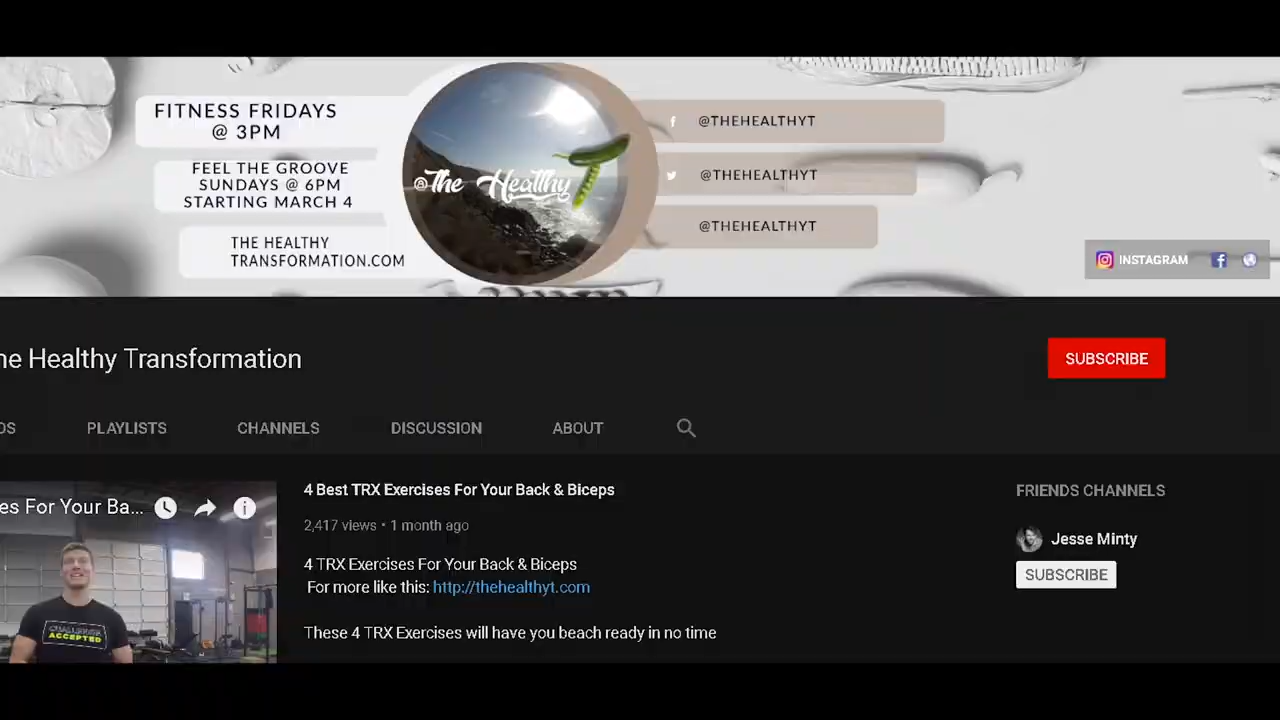 FITNESS FRIDAYS
@ 3PM
FEEL THE GROOVE
SUNDAYS @ 6PM
STARTING MARCH 4
THE HEALTHY
TRANSFORMATION.COM
@The Healthy T
@THEHEALTHYT
@THEHEALTHYT
@THEHEALTHYT
INSTAGRAM
he Healthy Transformation
SUBSCRIBE
OS PLAYLISTS CHANNELS DISCUSSION ABOUT
es For Your Ba...
CHALLENGE
ACCEPTED
4 Best TRX Exercises For Your Back & Biceps
2,417 views • 1 month ago
4 TRX Exercises For Your Back & Biceps
For more like this: http://thehealthyt.com
These 4 TRX Exercises will have you beach ready in no time
FRIENDS CHANNELS
Jesse Minty
SUBSCRIBE